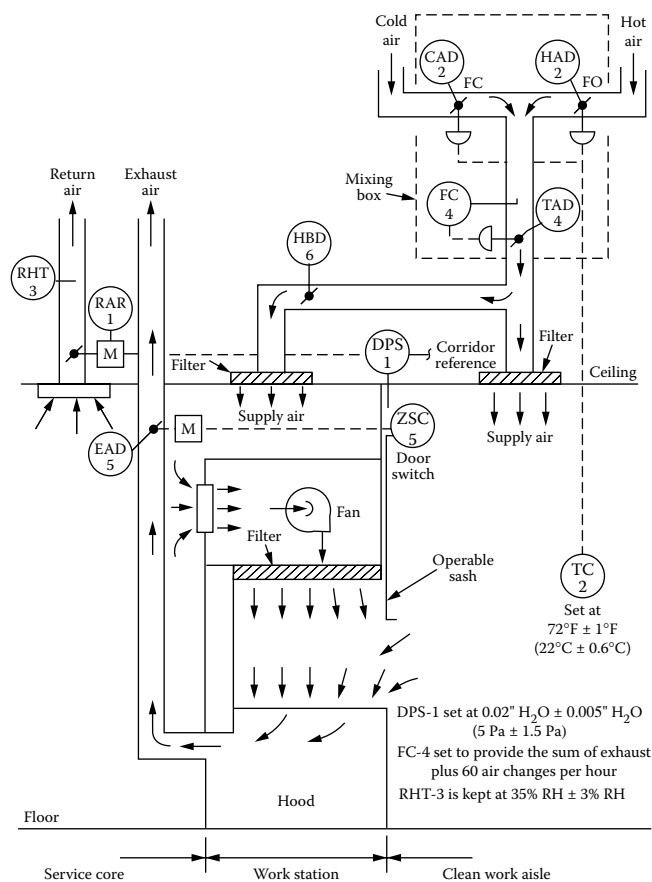 Cold
air
Hot
air
CAD
2
FC
HAD
2
FO
Return
air
Exhaust
air
Mixing
box
FC
4
TAD
4
HBD
6
RHT
3
RAR
1
M
DPS
1
Corridor
reference
Filter
Filter
Ceiling
Supply air
Supply air
EAD
5
M
ZSC
5
Door
switch
Fan
Filter
Operable
sash
TC
2
Set at
72°F ± 1°F
(22°C ± 0.6°C)
DPS-1 set at 0.02" H₂O ± 0.005" H₂O
(5 Pa ± 1.5 Pa)
FC-4 set to provide the sum of exhaust
plus 60 air changes per hour
RHT-3 is kept at 35% RH ± 3% RH
Hood
Floor
Service core
Work station
Clean work aisle